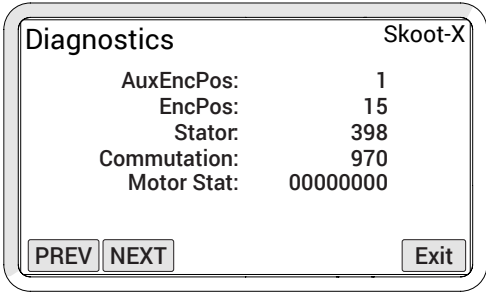 Diagnostics Skoot-X
AuxEncPos: 1
EncPos: 15
Stator: 398
Commutation: 970
Motor Stat: 00000000
PREV NEXT Exit